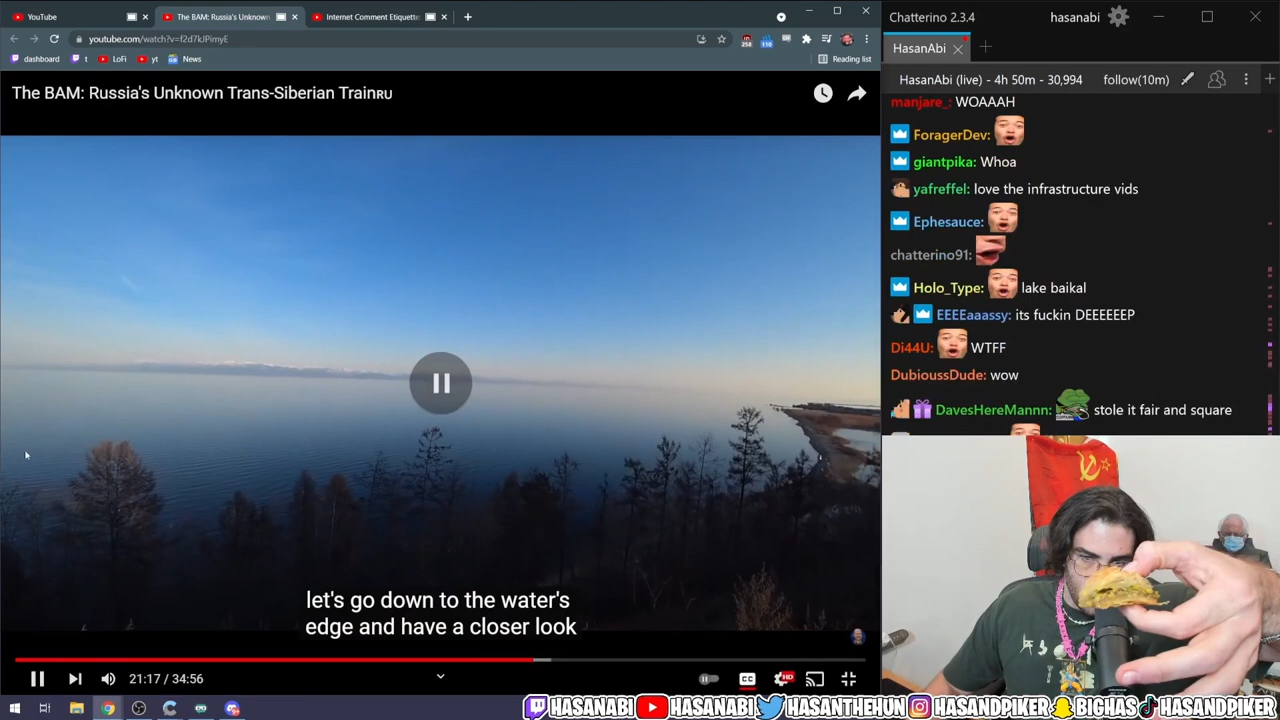 YouTube
The BAM: Russia's Unknown
Internet Comment Etiquette
youtube.com/watch?v=f2d7kJPimyE
dashboard
t
LoFi
yt
News
Reading list
The BAM: Russia's Unknown Trans-Siberian TrainRU
let's go down to the water's
edge and have a closer look
21:17 / 34:56
CC
HD
Chatterino 2.3.4
hasanabi
HasanAbi
HasanAbi (live) - 4h 50m - 30,994
follow(10m)
manjare_: WOAAAH
ForagerDev:
giantpika: Whoa
yafreffel: love the infrastructure vids
Ephesauce:
chatterino91:
Holo_Type: lake baikal
EEEEaaassy: its fuckin DEEEEEEP
Di44U: WTFF
DubioussDude: wow
DavesHereMannn: stole it fair and square
HASANABI
HASANABI
HASANTHEHUN
HASANDPIKER
BIGHAS
HASANDPIKER